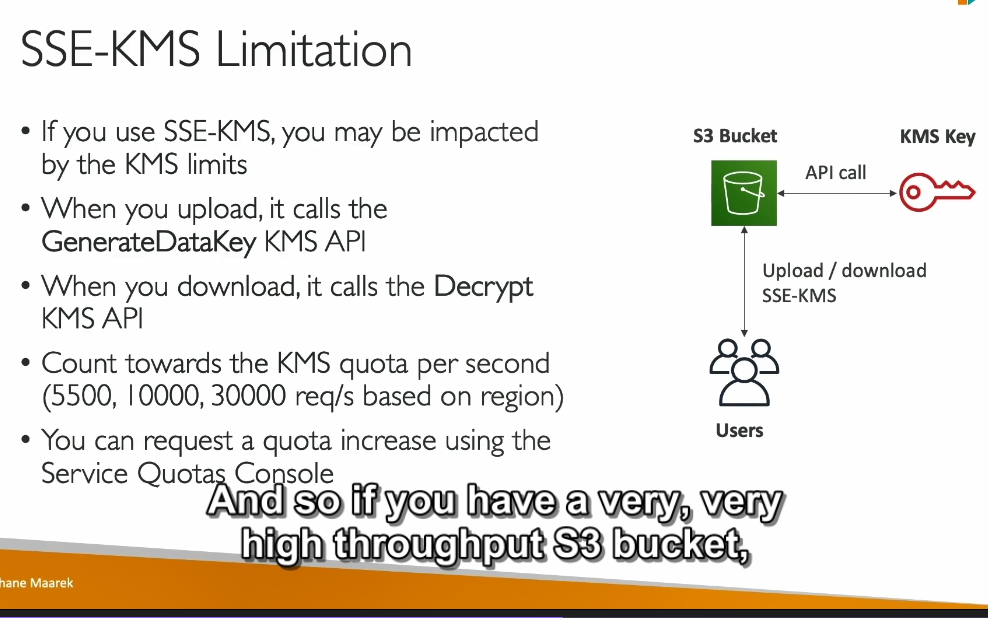 SSE-KMS Limitation
• If you use SSE-KMS, you may be impacted
by the KMS limits
• When you upload, it calls the
GenerateDataKey KMS API
• When you download, it calls the Decrypt
KMS API
• Count towards the KMS quota per second
(5500, 10000, 30000 req/s based on region)
• You can request a quota increase using the
Service Quotas Console
S3 Bucket
KMS Key
API call
Upload / download
SSE-KMS
Users
And so if you have a very, very
high throughput S3 bucket,
hane Maarek